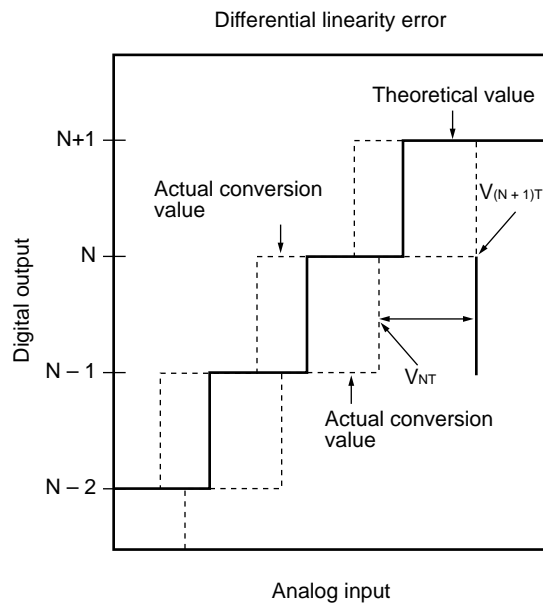 Differential linearity error
Theoretical value
N+1
Actual conversion
value
V(N + 1)T
N
Digital output
N – 1
VNT
Actual conversion
value
N – 2
Analog input